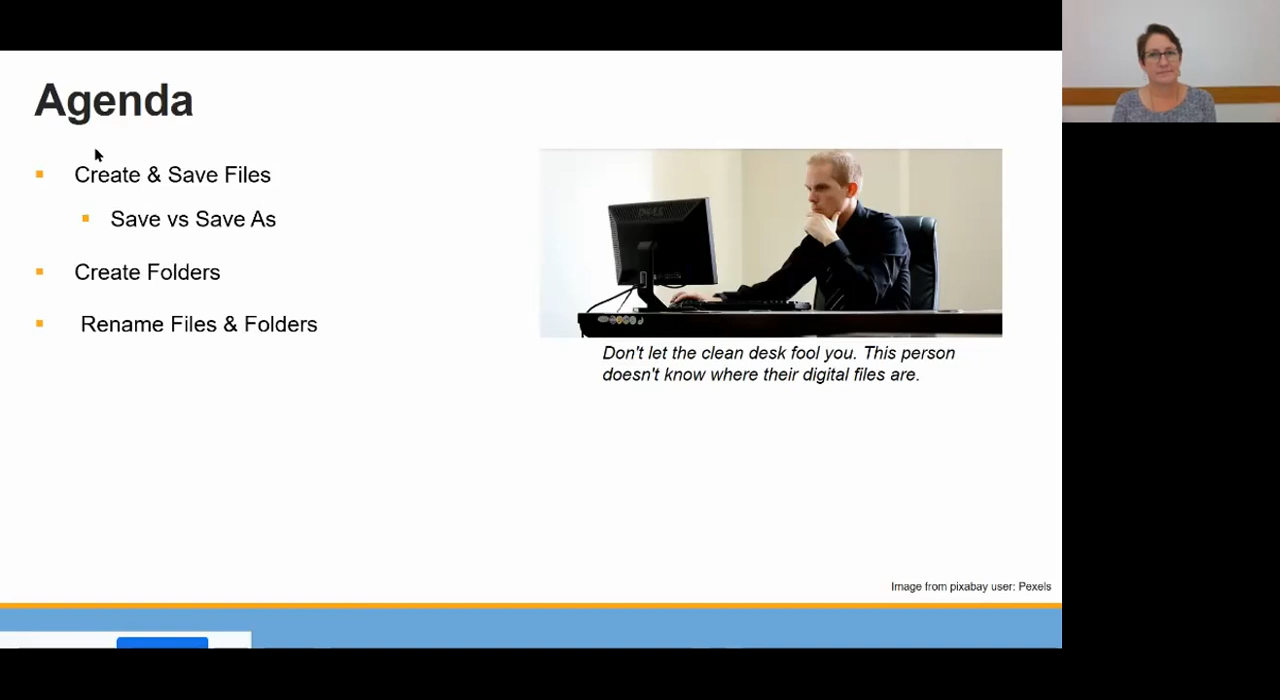 Agenda
Create & Save Files
Save vs Save As
Create Folders
Rename Files & Folders
DELL
Don't let the clean desk fool you. This person
doesn't know where their digital files are.
Image from pixabay user: Pexels